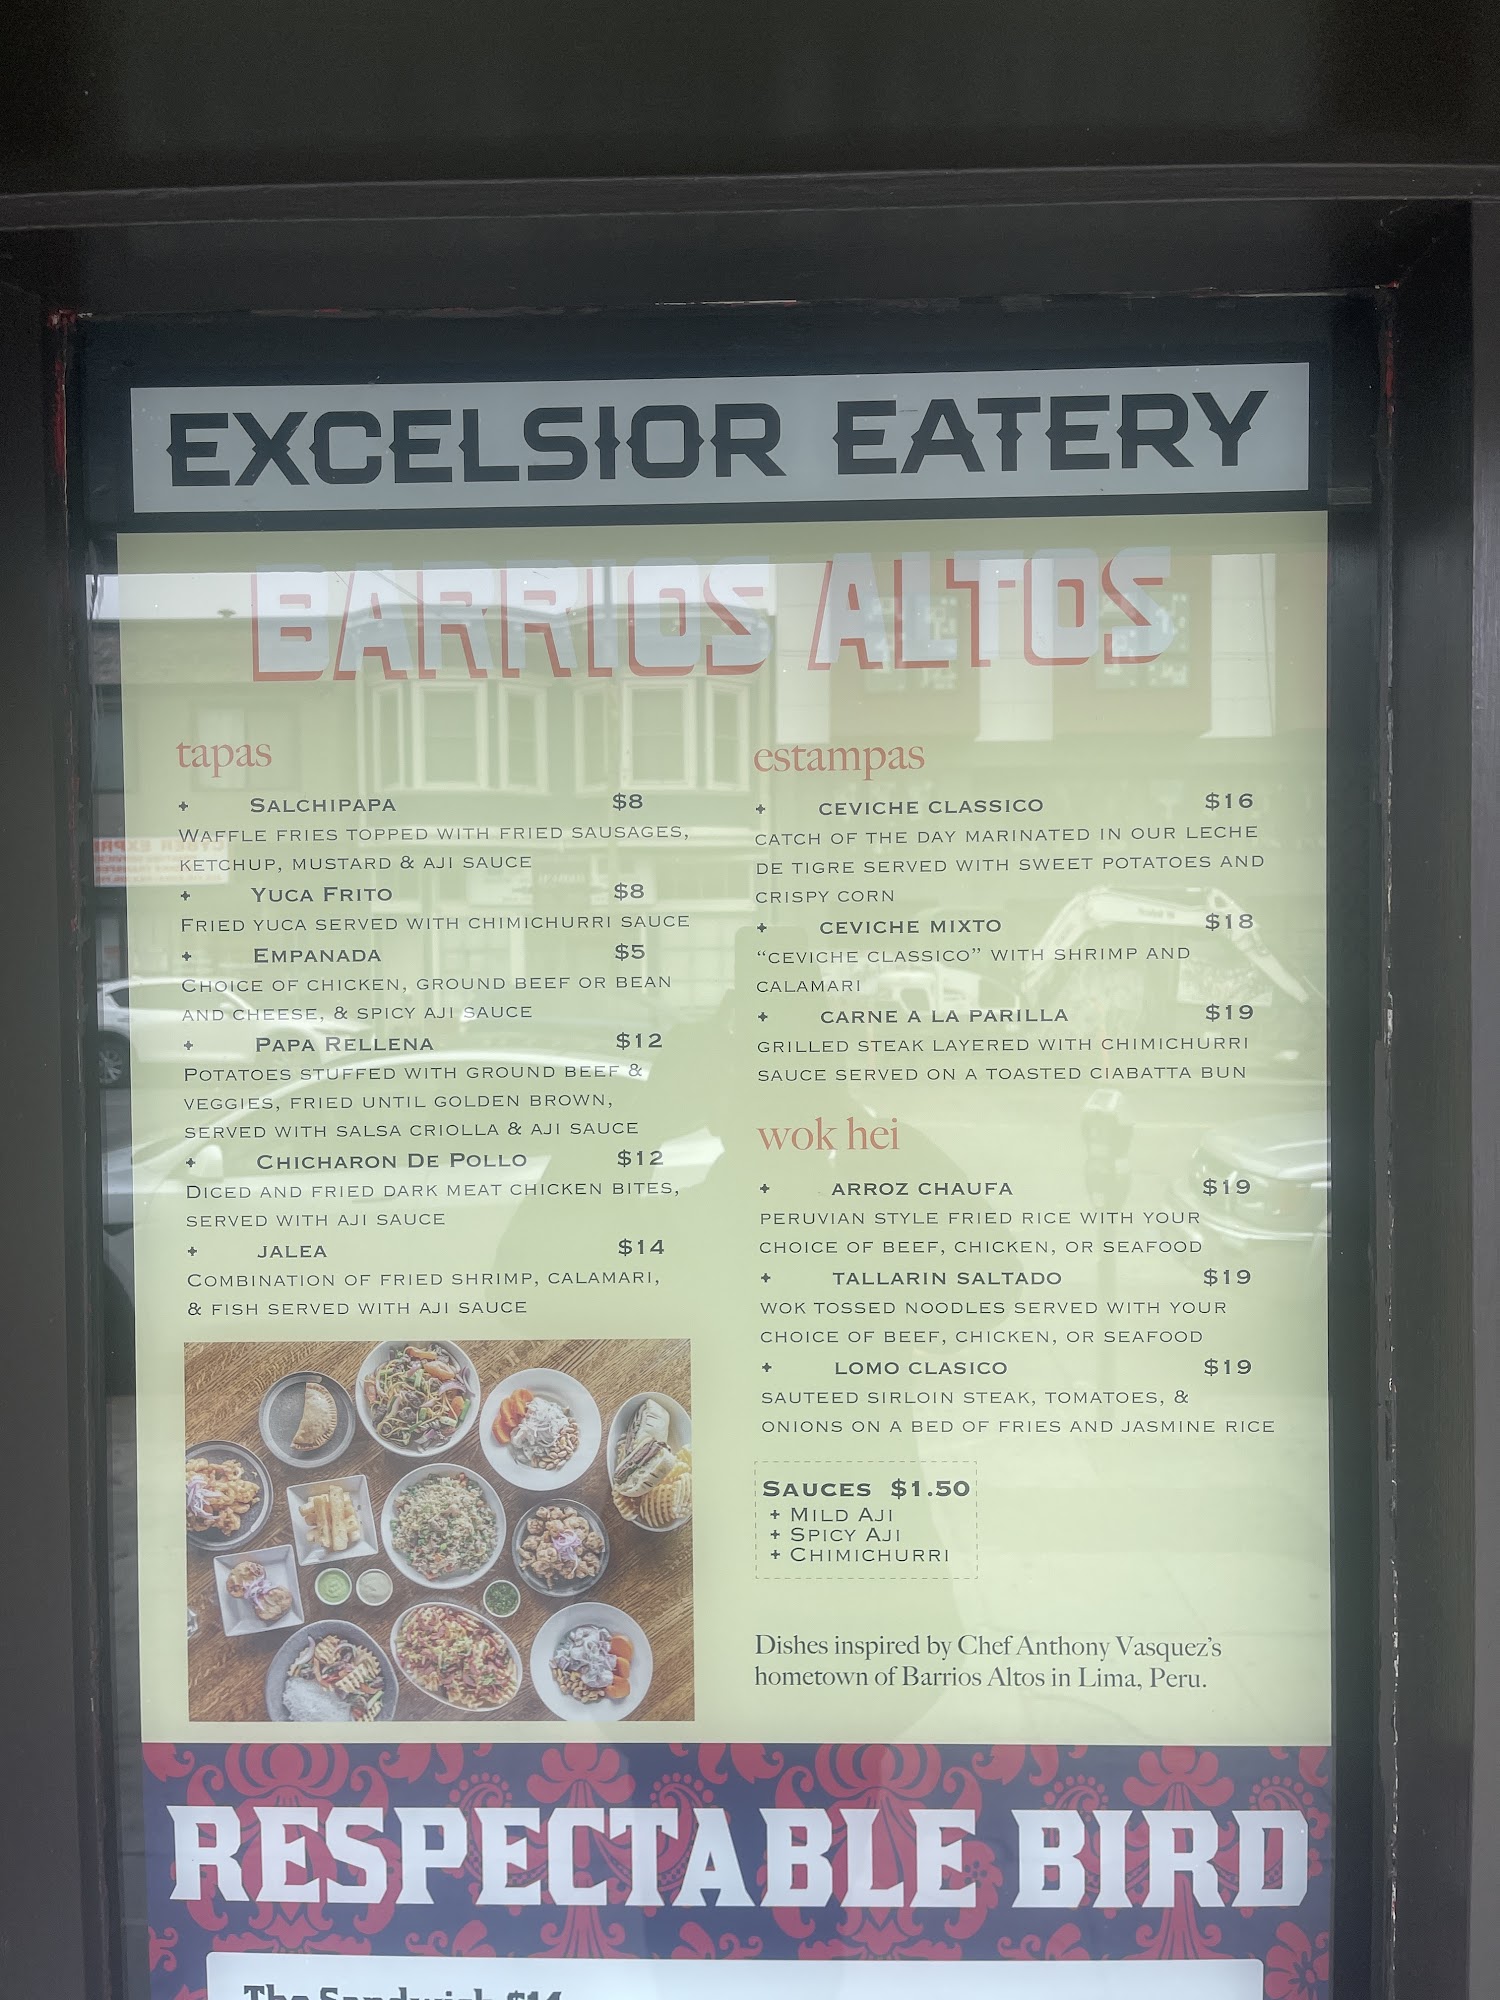 EXCELSIOR EATERY
BARRIOS ALTOS
tapas
+ SALCHIPAPA $8
WAFFLE FRIES TOPPED WITH FRIED SAUSAGES,
KETCHUP, MUSTARD & AJI SAUCE
+ YUCA FRITO $8
FRIED YUCA SERVED WITH CHIMICHURRI SAUCE
+ EMPANADA $5
CHOICE OF CHICKEN, GROUND BEEF OR BEAN
AND CHEESE, & SPICY AJI SAUCE
+ PAPA RELLENA $12
POTATOES STUFFED WITH GROUND BEEF &
VEGGIES, FRIED UNTIL GOLDEN BROWN,
SERVED WITH SALSA CRIOLLA & AJI SAUCE
+ CHICHARON DE POLLO $12
DICED AND FRIED DARK MEAT CHICKEN BITES,
SERVED WITH AJI SAUCE
+ JALEA $14
COMBINATION OF FRIED SHRIMP, CALAMARI,
& FISH SERVED WITH AJI SAUCE
estampas
+ CEVICHE CLASSICO $16
CATCH OF THE DAY MARINATED IN OUR LECHE
DE TIGRE SERVED WITH SWEET POTATOES AND
CRISPY CORN
+ CEVICHE MIXTO $18
"CEVICHE CLASSICO" WITH SHRIMP AND
CALAMARI
+ CARNE A LA PARILLA $19
GRILLED STEAK LAYERED WITH CHIMICHURRI
SAUCE SERVED ON A TOASTED CIABATTA BUN
wok hei
+ ARROZ CHAUFA $19
PERUVIAN STYLE FRIED RICE WITH YOUR
CHOICE OF BEEF, CHICKEN, OR SEAFOOD
+ TALLARIN SALTADO $19
WOK TOSSED NOODLES SERVED WITH YOUR
CHOICE OF BEEF, CHICKEN, OR SEAFOOD
+ LOMO CLASICO $19
SAUTEED SIRLOIN STEAK, TOMATOES, &
ONIONS ON A BED OF FRIES AND JASMINE RICE
SAUCES $1.50
+ MILD AJI
+ SPICY AJI
+ CHIMICHURRI
Dishes inspired by Chef Anthony Vasquez's
hometown of Barrios Altos in Lima, Peru.
RESPECTABLE BIRD
The Sandwich $14